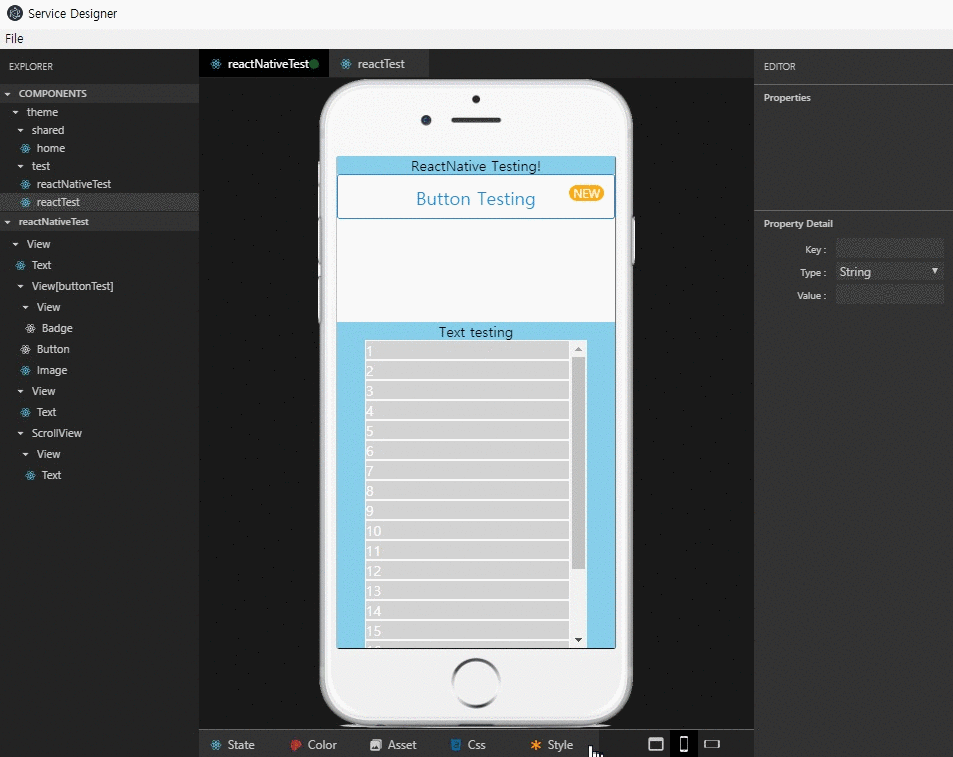 Service Designer
File
EXPLORER
COMPONENTS
theme
shared
home
test
reactNativeTest
reactTest
reactNativeTest
View
Text
View[buttonTest]
View
Badge
Button
Image
View
Text
ScrollView
View
Text
reactNativeTest
reactTest
ReactNative Testing!
Button Testing
NEW
Text testing
1
2
3
4
5
6
7
8
9
10
11
12
13
14
15
State
Color
Asset
Css
Style
EDITOR
Properties
Property Detail
Key :
Type : String
Value :